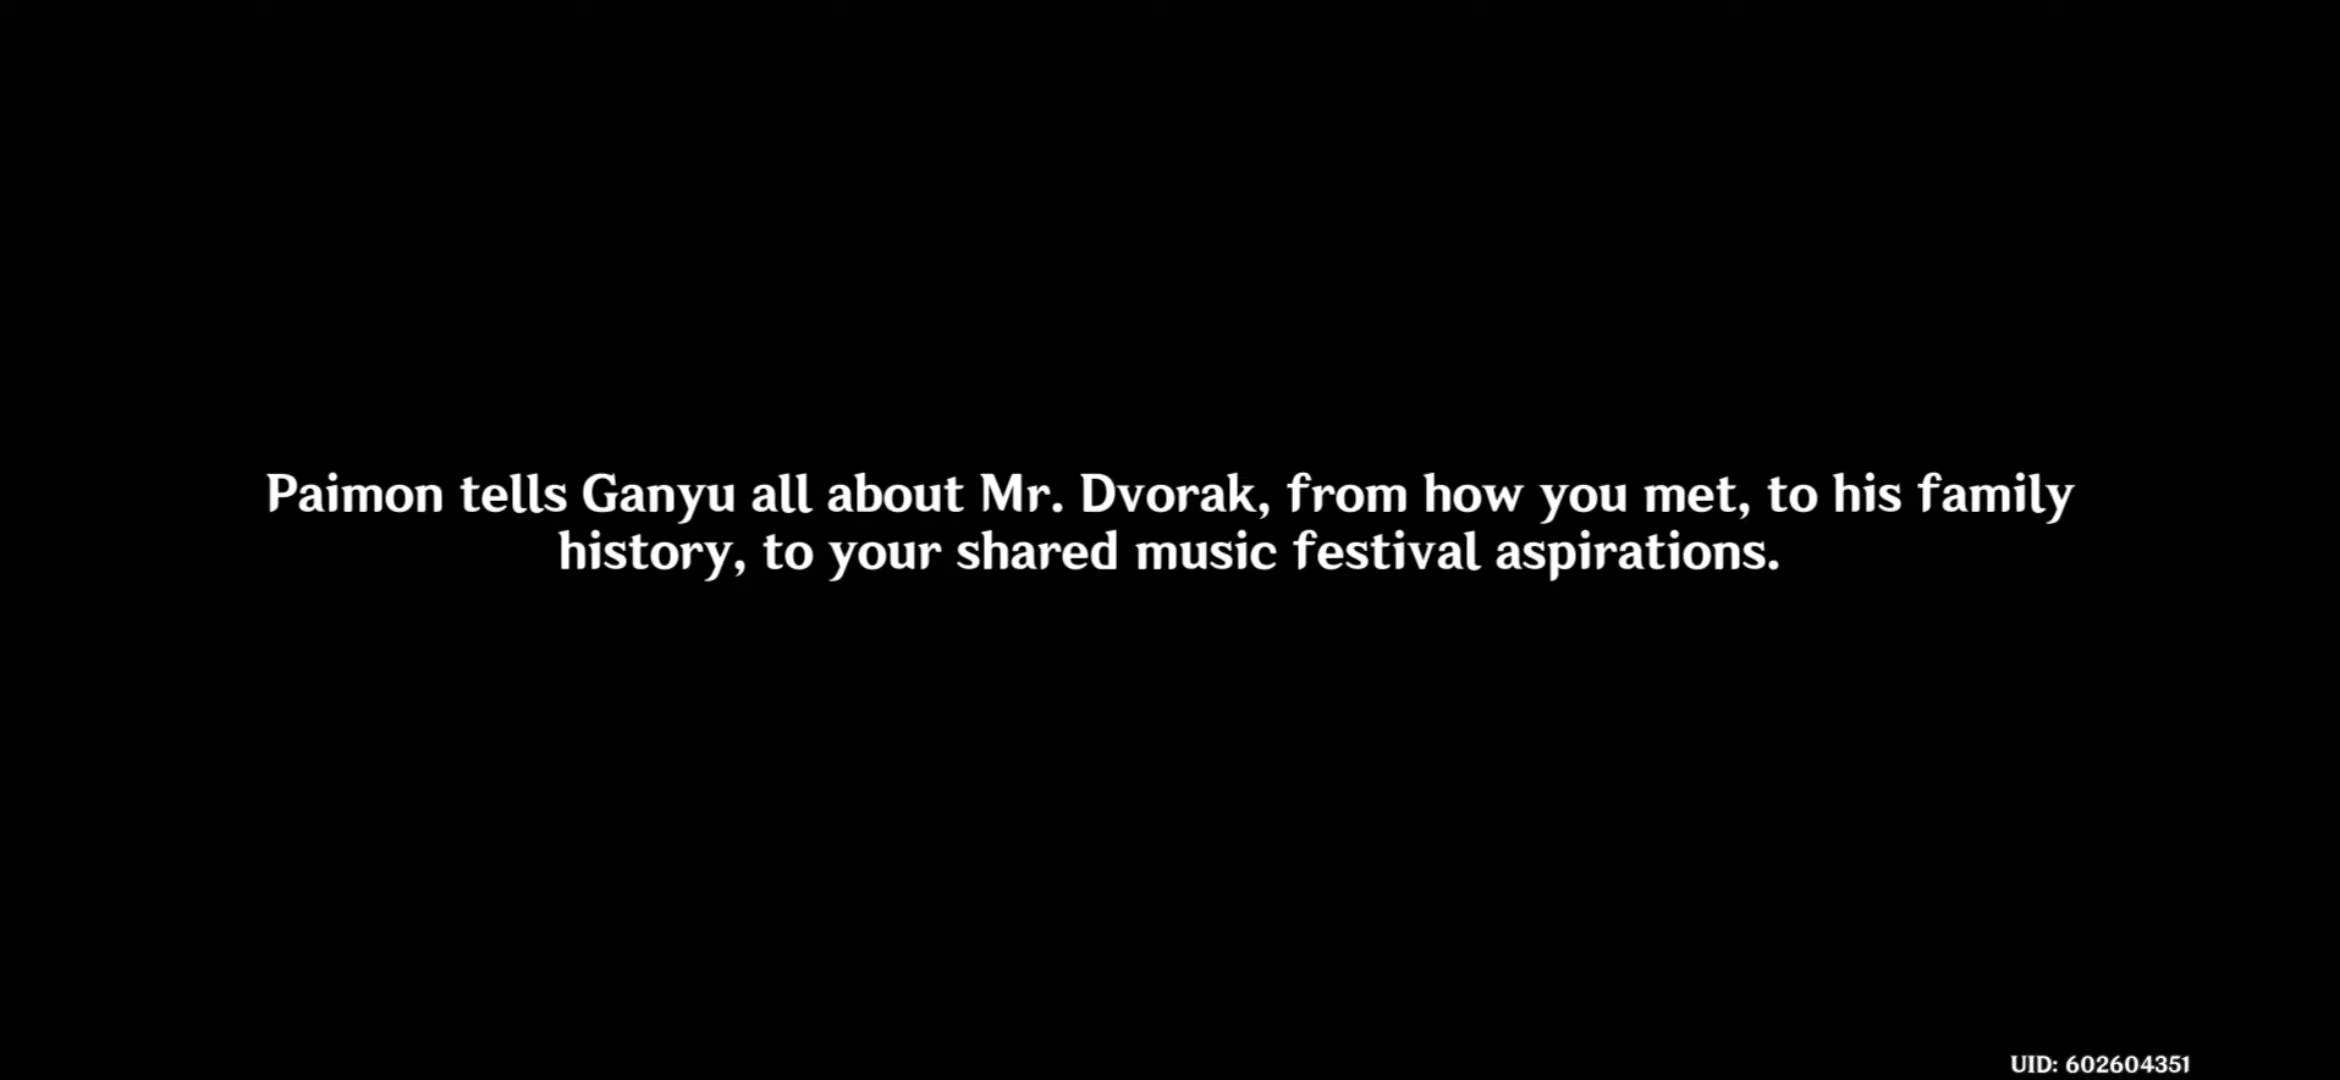 Paimon tells Ganyu all about Mr. Dvorak, from how you met, to his family
history, to your shared music festival aspirations.
UID: 602604351